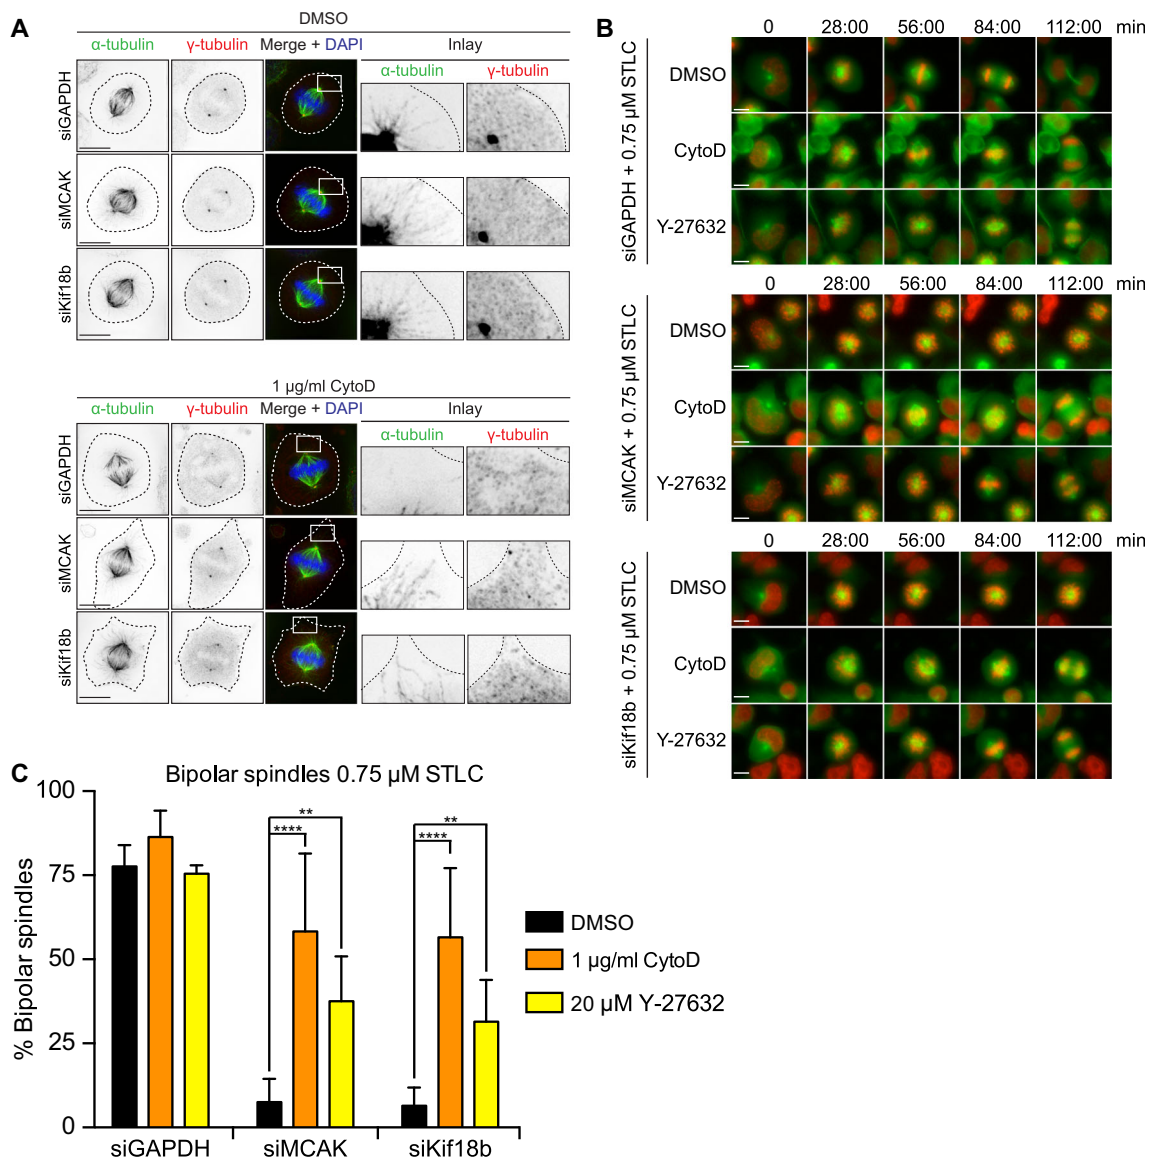 A
DMSO
α-tubulin γ-tubulin Merge + DAPI Inlay
α-tubulin γ-tubulin
siGAPDH
siMCAK
siKif18b
1 µg/ml CytoD
α-tubulin γ-tubulin Merge + DAPI Inlay
α-tubulin γ-tubulin
siGAPDH
siMCAK
siKif18b
B
0 28:00 56:00 84:00 112:00 min
siGAPDH + 0.75 µM STLC
DMSO
CytoD
Y-27632
0 28:00 56:00 84:00 112:00 min
siMCAK + 0.75 µM STLC
DMSO
CytoD
Y-27632
0 28:00 56:00 84:00 112:00 min
siKif18b + 0.75 µM STLC
DMSO
CytoD
Y-27632
C
Bipolar spindles 0.75 µM STLC
% Bipolar spindles
100
75
50
25
0
** 
****
**
****
siGAPDH siMCAK siKif18b
DMSO
1 µg/ml CytoD
20 µM Y-27632